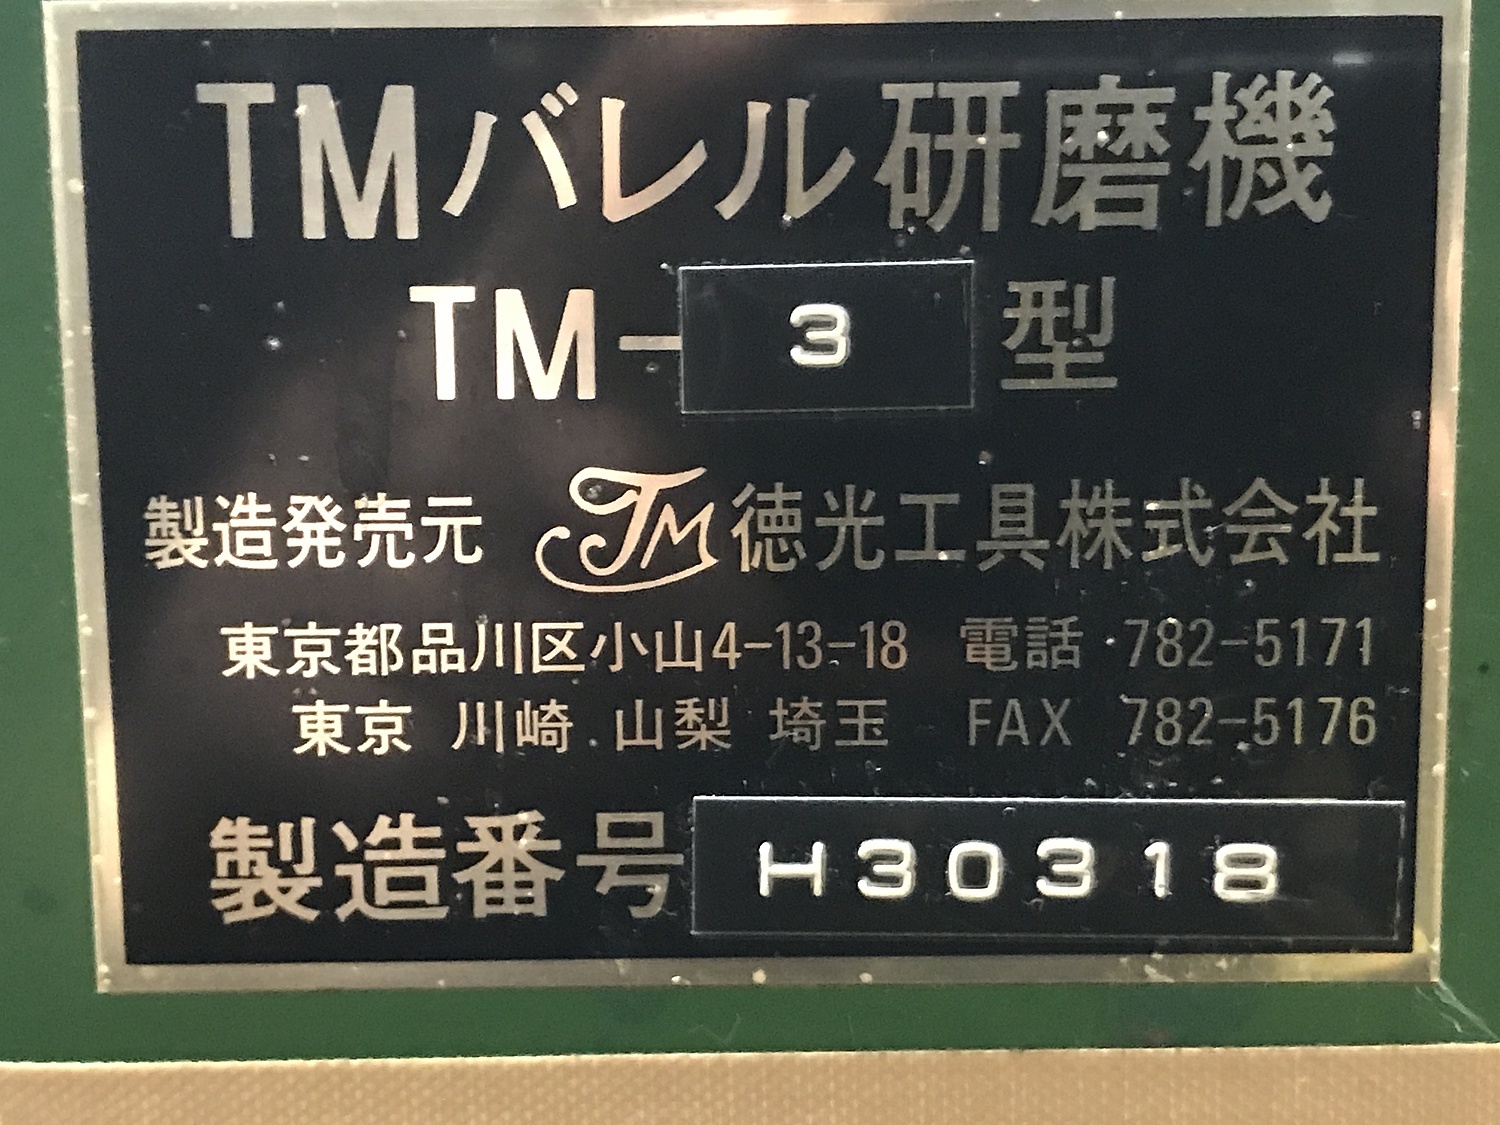 TMバレル研磨機
TM-3型
製造発売元 TM 徳光工具株式会社
東京都品川区小山4-13-18 電話 782-5171
東京 川崎 山梨 埼玉 FAX 782-5176
製造番号 H30318